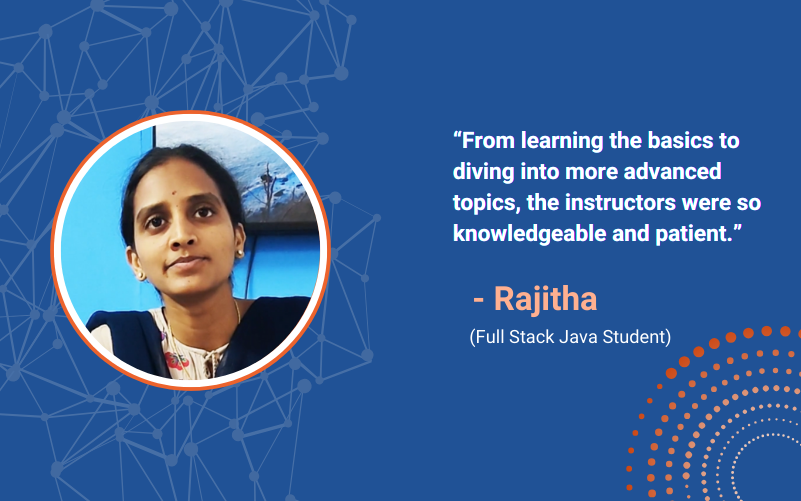 “From learning the basics to
diving into more advanced
topics, the instructors were so
knowledgeable and patient.”
- Rajitha
(Full Stack Java Student)